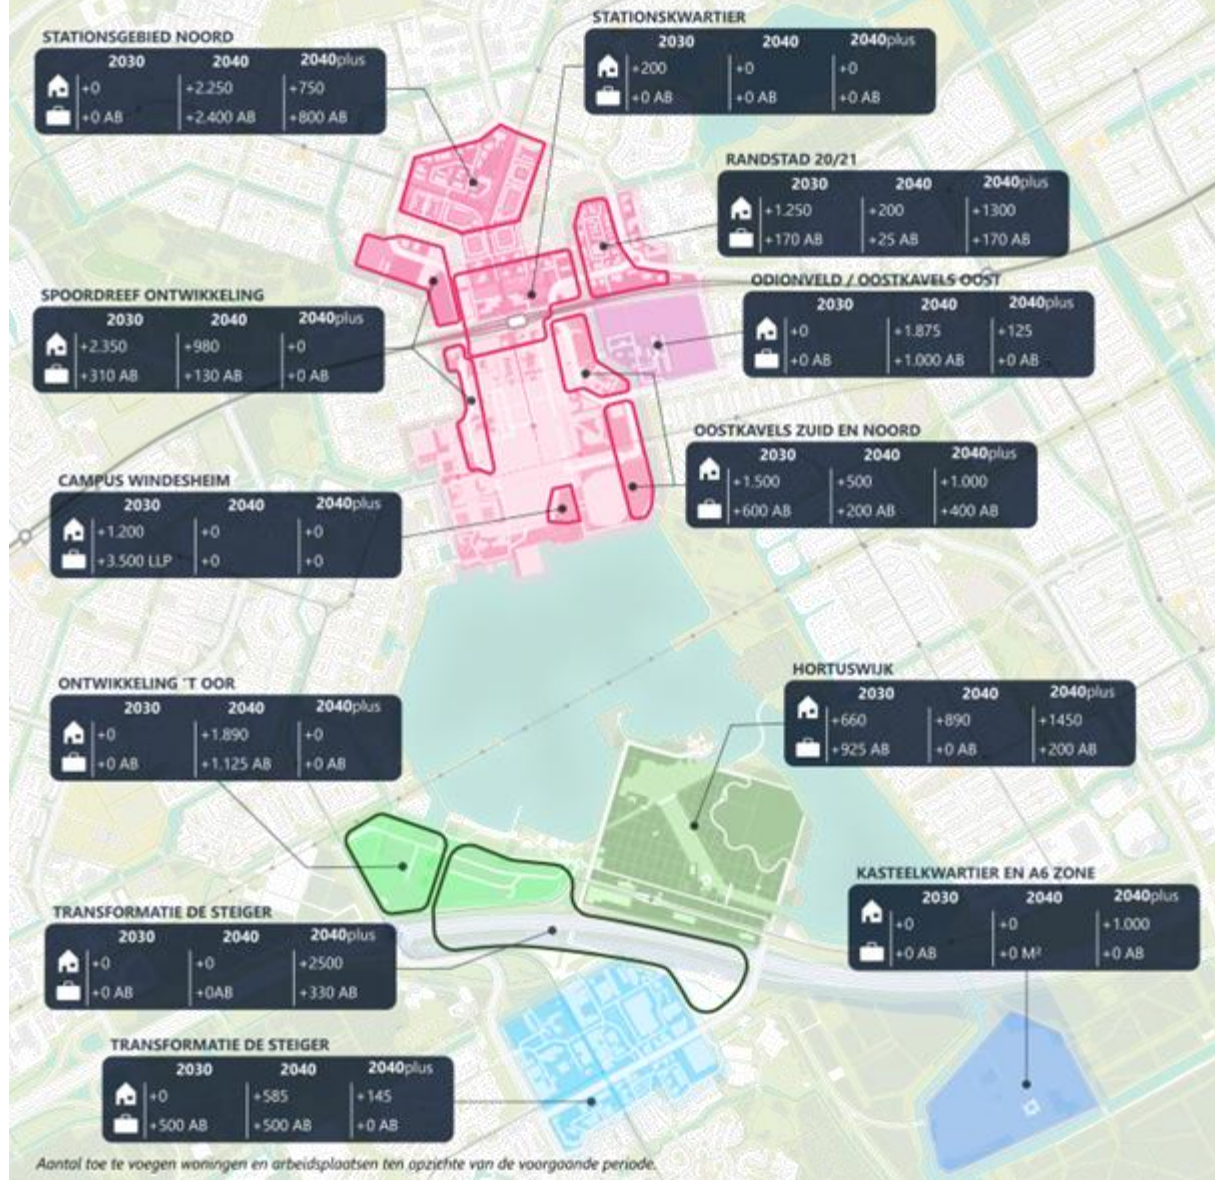 STATIONSGEBIED NOORD
2030 2040 2040plus
+0 +2.250 +750
+0 AB +2.400 AB +800 AB
STATIONSKWARTIER
2030 2040 2040plus
+200 +0 +0
+0 AB +0 AB +0 AB
RANDSTAD 20/21
2030 2040 2040plus
+1.250 +200 +1300
+170 AB +25 AB +170 AB
SPOORDREEF ONTWIKKELING
2030 2040 2040plus
+2.350 +980 +0
+310 AB +130 AB +0 AB
ODIONVELD / OOSTKAVELS OOST
2030 2040 2040plus
+0 +1.875 +125
+0 AB +1.000 AB +0 AB
OOSTKAVELS ZUID EN NOORD
2030 2040 2040plus
+1.500 +500 +1.000
+600 AB +200 AB +400 AB
CAMPUS WINDESHEIM
2030 2040 2040plus
+1.200 +0 +0
+3.500 LLP +0 +0
ONTWIKKELING 'T OOR
2030 2040 2040plus
+0 +1.890 +0
+0 AB +1.125 AB +0 AB
HORTUSWIJK
2030 2040 2040plus
+660 +890 +1450
+925 AB +0 AB +200 AB
KASTEELKWARTIER EN A6 ZONE
2030 2040 2040plus
+0 +0 +1.000
+0 AB +0 M² +0 AB
TRANSFORMATIE DE STEIGER
2030 2040 2040plus
+0 +0 +2500
+0 AB +0AB +330 AB
TRANSFORMATIE DE STEIGER
2030 2040 2040plus
+0 +585 +145
+500 AB +500 AB +0 AB
Aantal toe te voegen woningen en arbeidsplaatsen ten opzichte van de voorgaande periode.